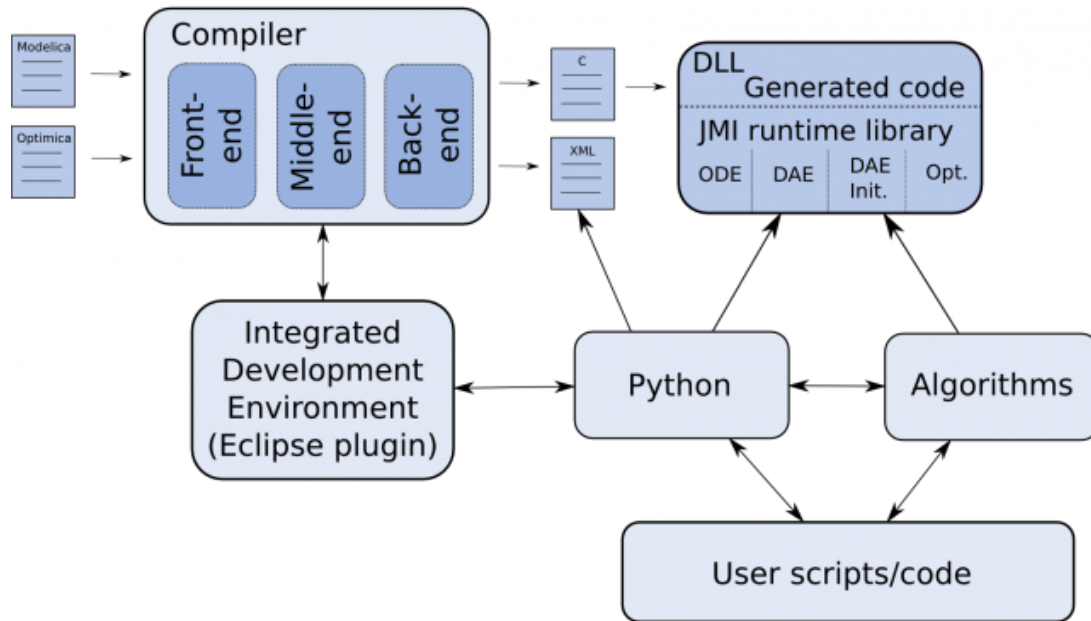 Modelica
Optimica
Compiler
Front-
end
Middle-
end
Back-
end
C
XML
DLL
Generated code
JMI runtime library
ODE
DAE
DAE
Init.
Opt.
Integrated
Development
Environment
(Eclipse plugin)
Python
Algorithms
User scripts/code